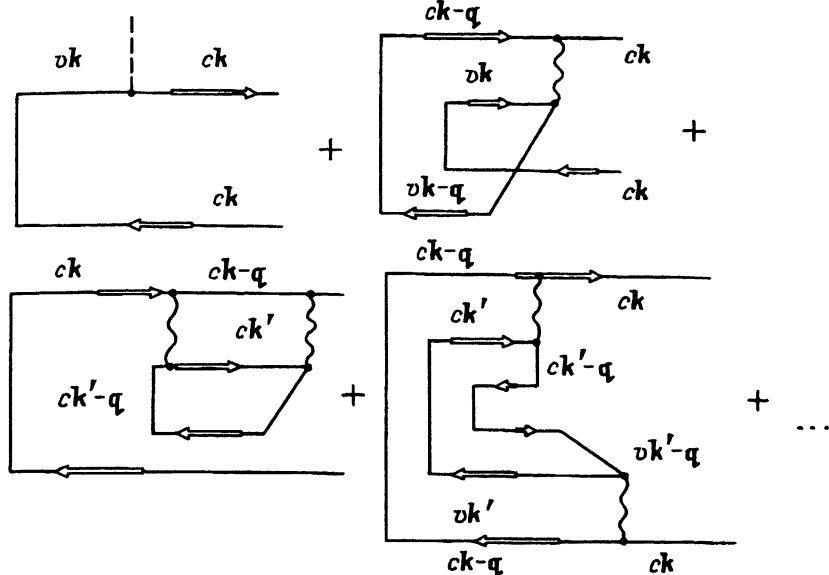 vk ck
ck
+
ck-q
ck
vk
ck
vk-q
+
ck ck-q
ck′
ck′-q
+
ck-q
ck
ck′
ck′-q
vk′-q
vk′
ck-q ck
+ ...